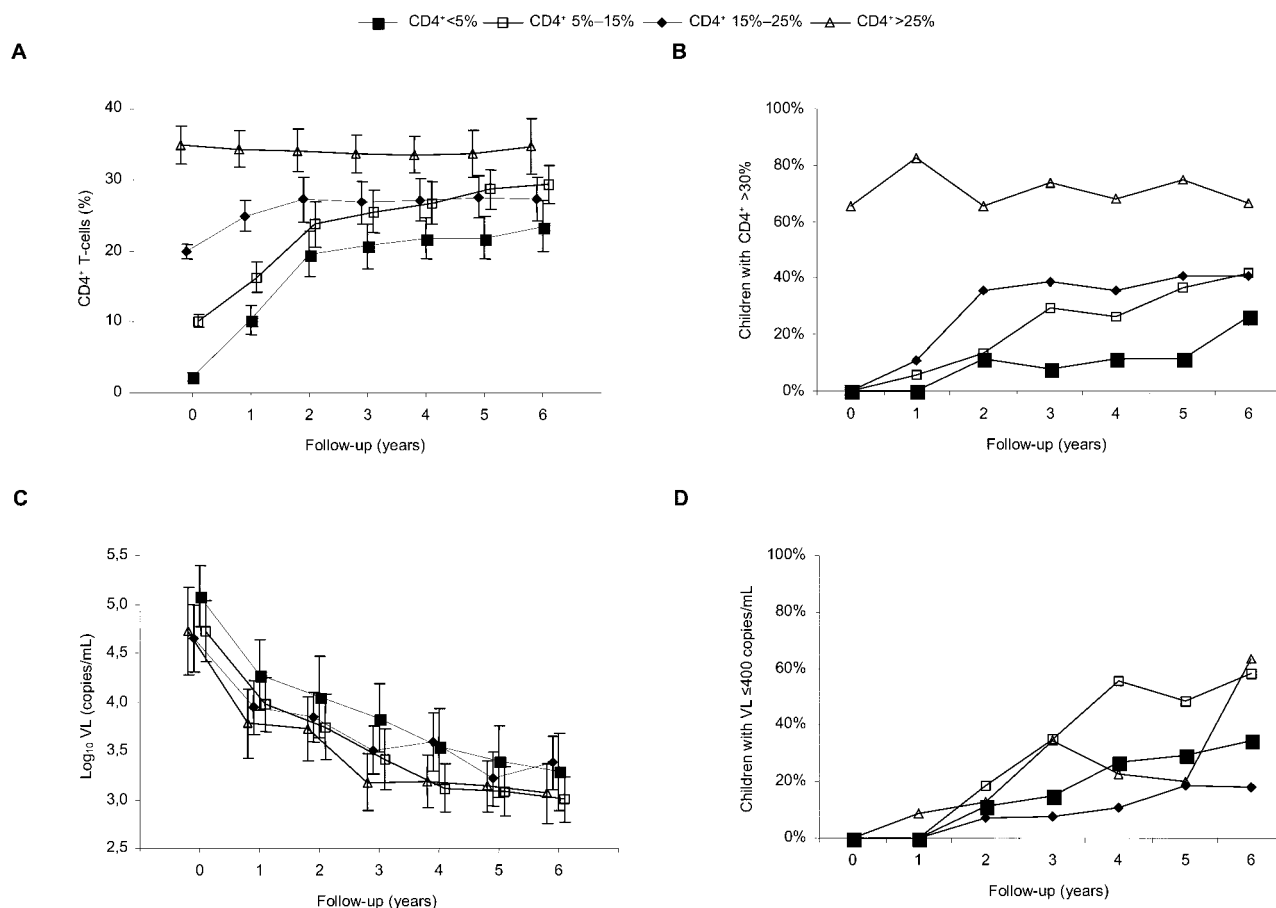 CD4⁺<5% CD4⁺ 5%–15% CD4⁺ 15%–25% CD4⁺>25%
A
CD4⁺ T-cells (%)
40
30
20
10
0
0 1 2 3 4 5 6
Follow-up (years)
B
Children with CD4⁺ >30%
100%
80%
60%
40%
20%
0%
0 1 2 3 4 5 6
Follow-up (years)
C
Log₁₀ VL (copies/mL)
5,5
5,0
4,5
4,0
3,5
3,0
2,5
0 1 2 3 4 5 6
Follow-up (years)
D
Children with VL ≤400 copies/mL
100%
80%
60%
40%
20%
0%
0 1 2 3 4 5 6
Follow-up (years)